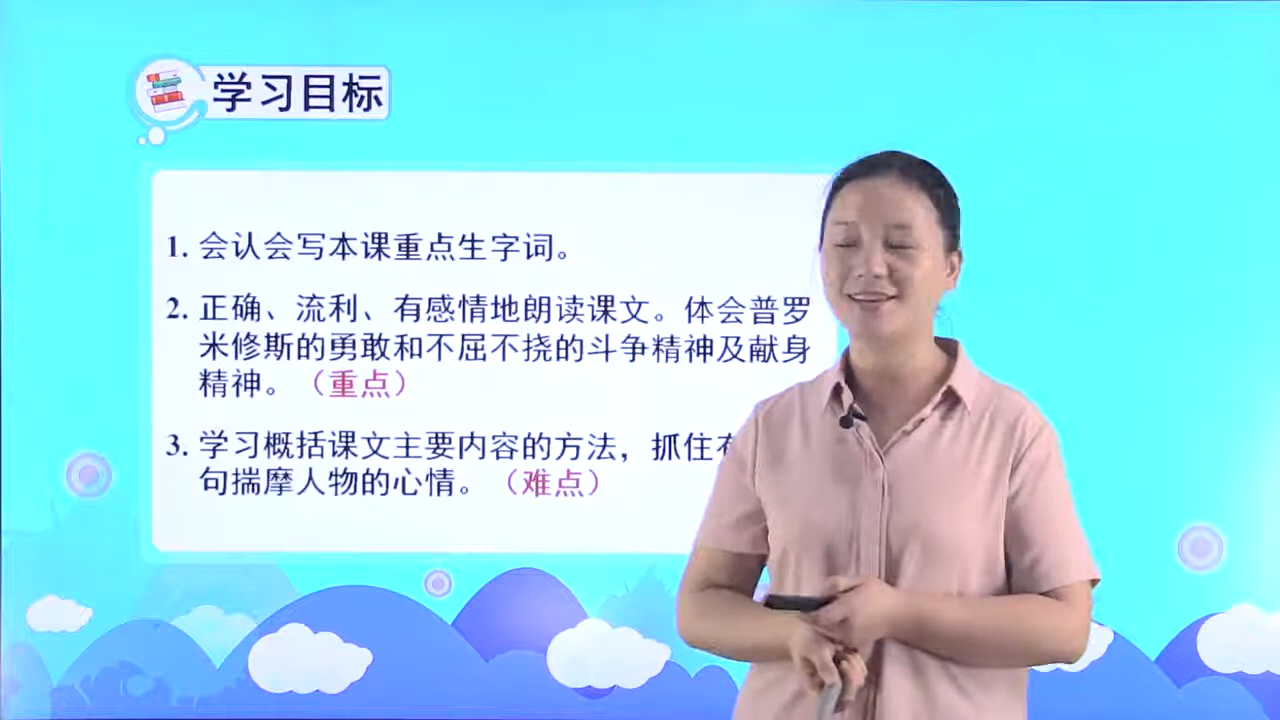 学习目标
1. 会认会写本课重点生字词。
2. 正确、流利、有感情地朗读课文。体会普罗
米修斯的勇敢和不屈不挠的斗争精神及献身
精神。（重点）
3. 学习概括课文主要内容的方法，抓住
句揣摩人物的心情。（难点）